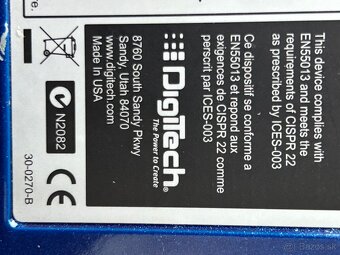 This device complies with
EN55013 and meets the
requirements of CISPR 22
as prescribed by ICES-003
Ce dispositif se conforme a
EN55013 et repond aux
exigences de CISPR 22 comme
perscrit par ICES-003
DigiTech®
The Power to Create
8760 South Sandy Pkwy
Sandy, Utah 84070
www.digitech.com
Made In USA
N2082
CE
30-0270-B